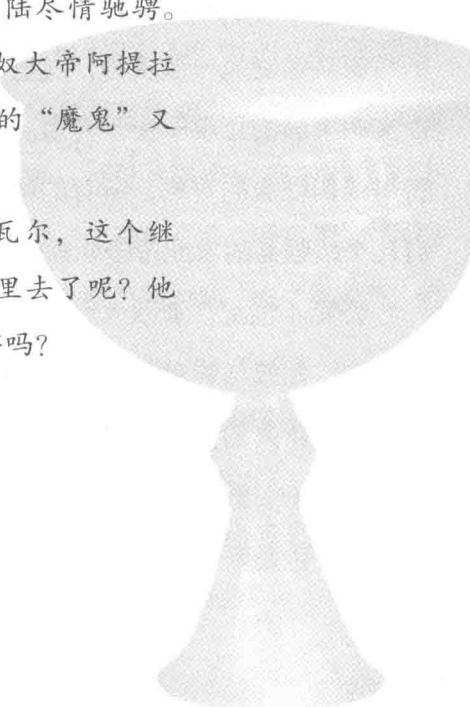 陆尽情驰骋。
奴大帝阿提拉
的“魔鬼”又
瓦尔，这个继
里去了呢？他
吗？